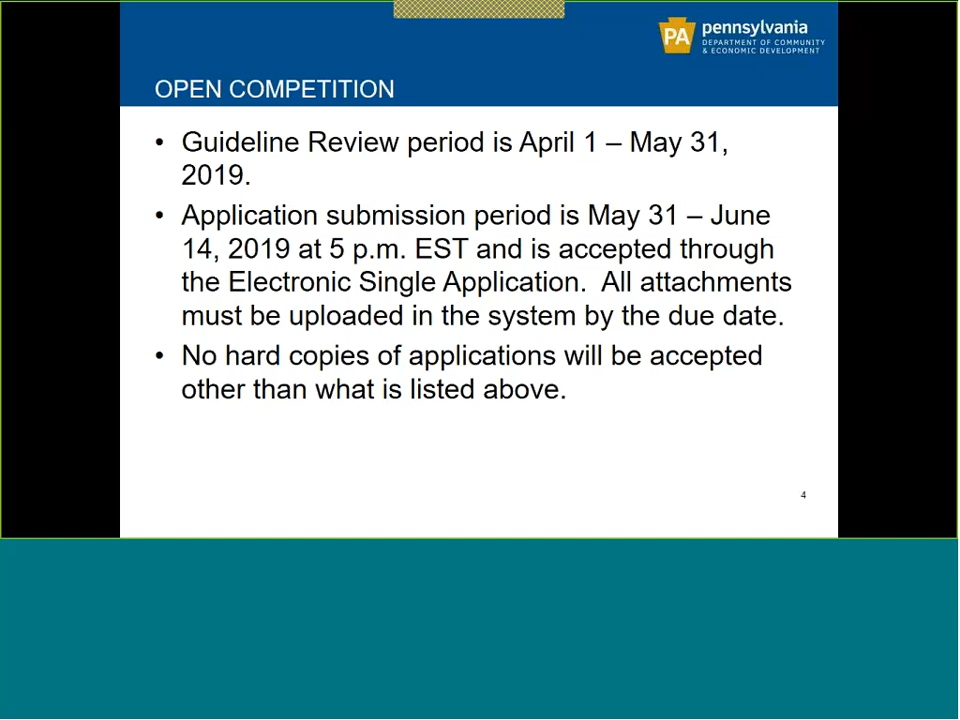 PA
pennsylvania
DEPARTMENT OF COMMUNITY
& ECONOMIC DEVELOPMENT
OPEN COMPETITION
• Guideline Review period is April 1 – May 31,
2019.
• Application submission period is May 31 – June
14, 2019 at 5 p.m. EST and is accepted through
the Electronic Single Application.  All attachments
must be uploaded in the system by the due date.
• No hard copies of applications will be accepted
other than what is listed above.
4